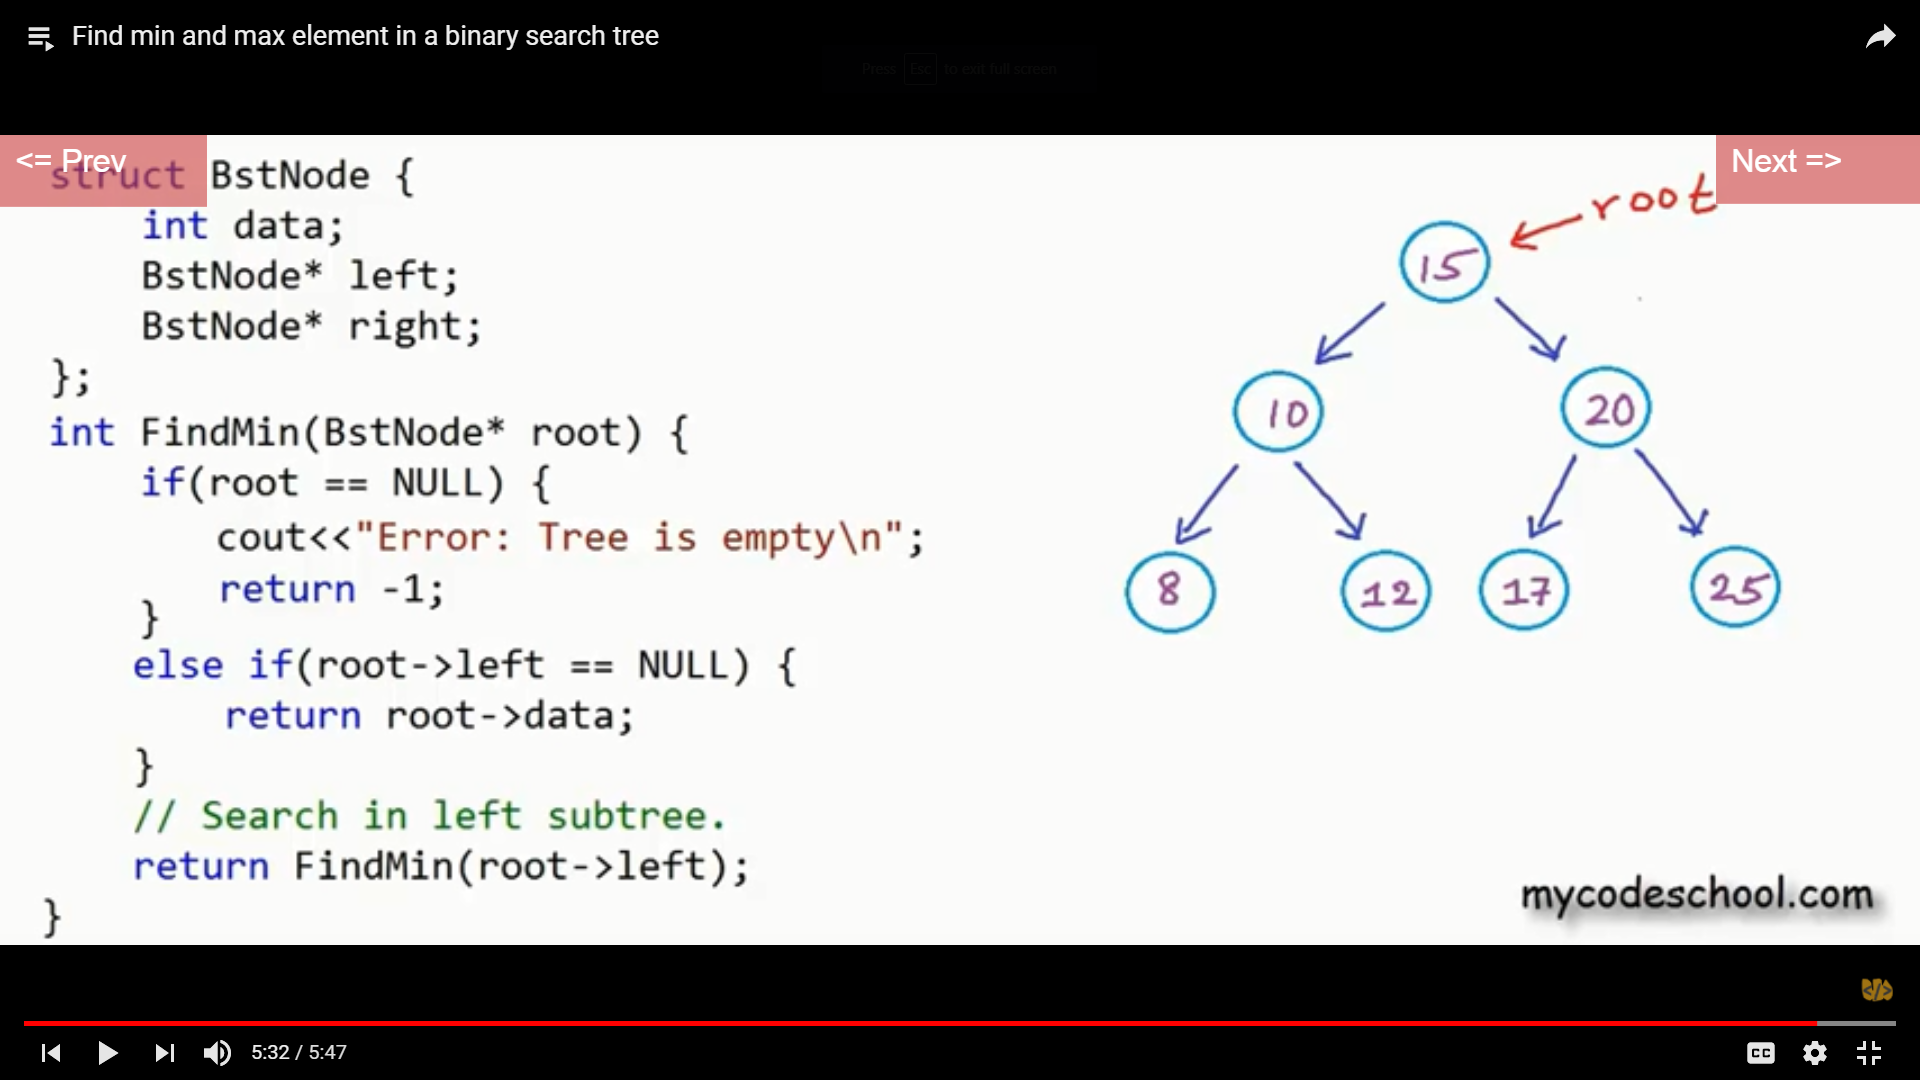 Find min and max element in a binary search tree
Press Esc to exit full screen
<= Prev
Next =>
struct BstNode {
int data;
BstNode* left;
BstNode* right;
};
int FindMin(BstNode* root) {
if(root == NULL) {
cout<<"Error: Tree is empty\n";
return -1;
}
else if(root->left == NULL) {
return root->data;
}
// Search in left subtree.
return FindMin(root->left);
}
root
15
10
20
8
12
17
25
mycodeschool.com
</>
5:32 / 5:47
CC